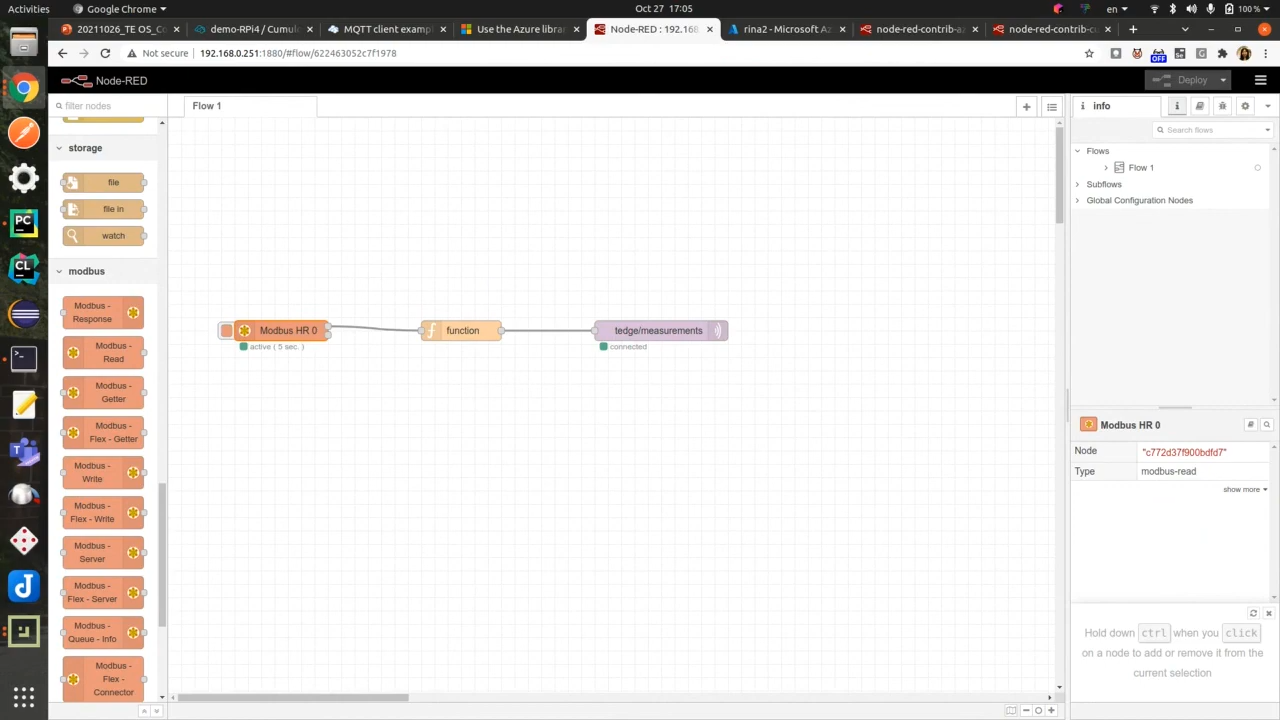 Activities
Google Chrome
Oct 27 17:05
en
100 %
20211026_TE OS_C
demo-RPi4 / Cumul
MQTT client exampl
Use the Azure librar
Node-RED : 192.168
rina2 - Microsoft Az
node-red-contrib-a
node-red-contrib-cu
Not secure
192.168.0.251:1880/#flow/622463052c7f1978
OFF
Node-RED
Deploy
filter nodes
Flow 1
info
Search flows
storage
file
file in
watch
modbus
Modbus -
Response
Modbus -
Read
Modbus -
Getter
Modbus -
Flex - Getter
Modbus -
Write
Modbus -
Flex - Write
Modbus -
Server
Modbus -
Flex - Server
Modbus -
Queue - Info
Modbus -
Flex -
Connector
Modbus HR 0
active ( 5 sec. )
function
tedge/measurements
connected
Flows
Flow 1
Subflows
Global Configuration Nodes
Modbus HR 0
Node
"c772d37f900bdfd7"
Type
modbus-read
show more
Hold down ctrl when you click
on a node to add or remove it from the
current selection